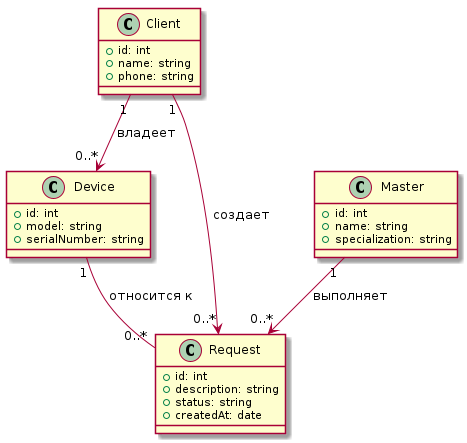 C Client
id: int
name: string
phone: string
1
1
владеет
0..*
C Device
id: int
model: string
serialNumber: string
создает
C Master
id: int
name: string
specialization: string
1
относится к
0..*
0..*
1
выполняет
0..*
C Request
id: int
description: string
status: string
createdAt: date